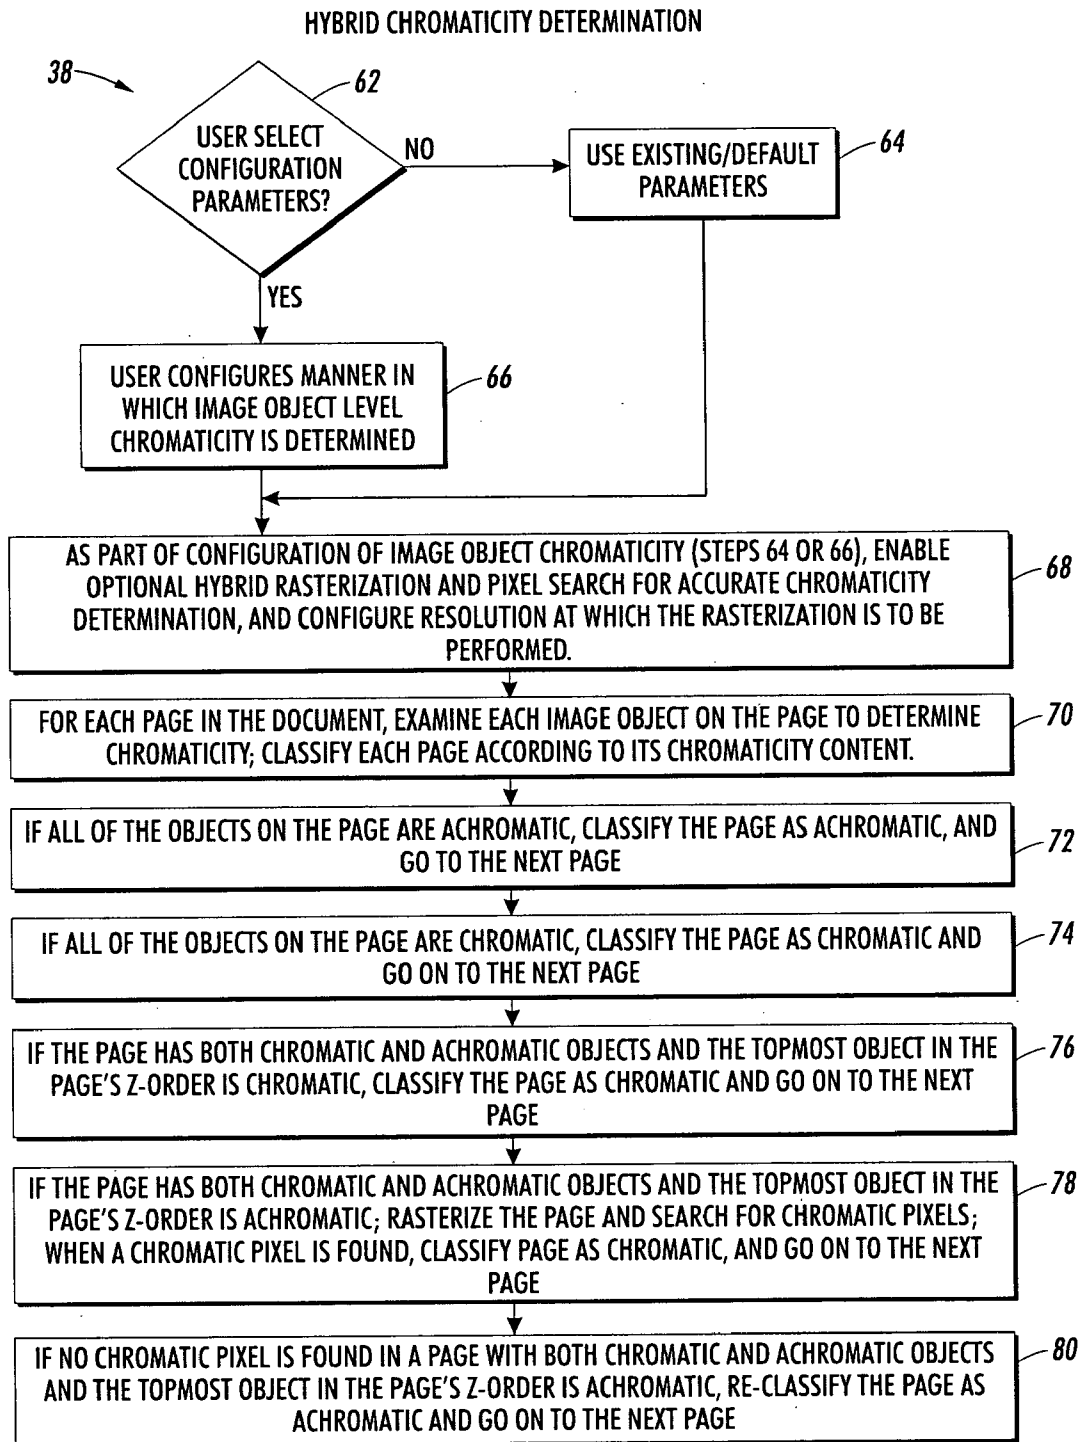 HYBRID CHROMATICITY DETERMINATION
38
62
USER SELECT
CONFIGURATION
PARAMETERS?
NO
USE EXISTING/DEFAULT
PARAMETERS
64
YES
USER CONFIGURES MANNER IN
WHICH IMAGE OBJECT LEVEL
CHROMATICITY IS DETERMINED
66
AS PART OF CONFIGURATION OF IMAGE OBJECT CHROMATICITY (STEPS 64 OR 66), ENABLE
OPTIONAL HYBRID RASTERIZATION AND PIXEL SEARCH FOR ACCURATE CHROMATICITY
DETERMINATION, AND CONFIGURE RESOLUTION AT WHICH THE RASTERIZATION IS TO BE
PERFORMED.
68
FOR EACH PAGE IN THE DOCUMENT, EXAMINE EACH IMAGE OBJECT ON THE PAGE TO DETERMINE
CHROMATICITY; CLASSIFY EACH PAGE ACCORDING TO ITS CHROMATICITY CONTENT.
70
IF ALL OF THE OBJECTS ON THE PAGE ARE ACHROMATIC, CLASSIFY THE PAGE AS ACHROMATIC, AND
GO TO THE NEXT PAGE
72
IF ALL OF THE OBJECTS ON THE PAGE ARE CHROMATIC, CLASSIFY THE PAGE AS CHROMATIC AND
GO ON TO THE NEXT PAGE
74
IF THE PAGE HAS BOTH CHROMATIC AND ACHROMATIC OBJECTS AND THE TOPMOST OBJECT IN THE
PAGE'S Z-ORDER IS CHROMATIC, CLASSIFY THE PAGE AS CHROMATIC AND GO ON TO THE NEXT
PAGE
76
IF THE PAGE HAS BOTH CHROMATIC AND ACHROMATIC OBJECTS AND THE TOPMOST OBJECT IN THE
PAGE'S Z-ORDER IS ACHROMATIC; RASTERIZE THE PAGE AND SEARCH FOR CHROMATIC PIXELS;
WHEN A CHROMATIC PIXEL IS FOUND, CLASSIFY PAGE AS CHROMATIC, AND GO ON TO THE NEXT
PAGE
78
IF NO CHROMATIC PIXEL IS FOUND IN A PAGE WITH BOTH CHROMATIC AND ACHROMATIC OBJECTS
AND THE TOPMOST OBJECT IN THE PAGE'S Z-ORDER IS ACHROMATIC, RE-CLASSIFY THE PAGE AS
ACHROMATIC AND GO ON TO THE NEXT PAGE
80